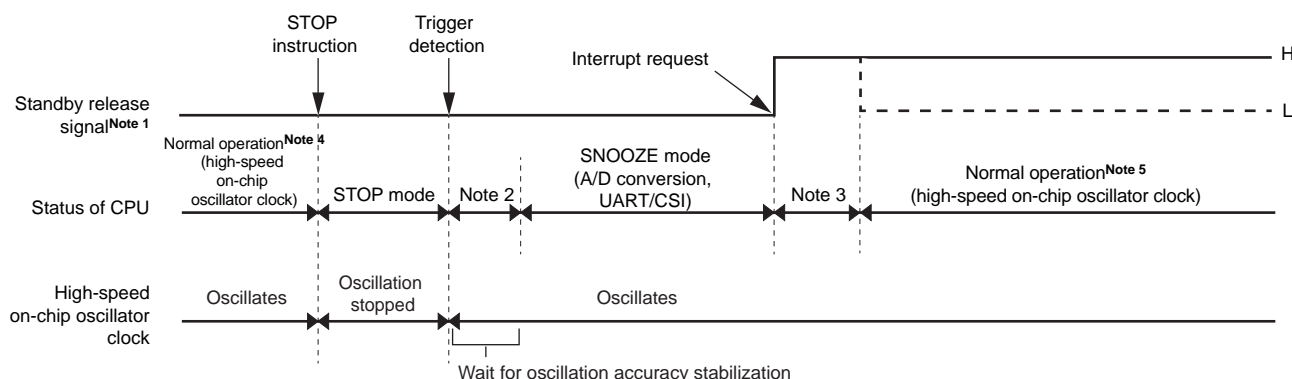 STOP
instruction
Trigger
detection
Interrupt request
H
L
Standby release
signalNote 1
Normal operationNote 4
(high-speed
on-chip
oscillator clock)
STOP mode
Note 2
SNOOZE mode
(A/D conversion,
UART/CSI)
Note 3
Normal operationNote 5
(high-speed on-chip oscillator clock)
Status of CPU
High-speed
on-chip oscillator
clock
Oscillates
Oscillation
stopped
Oscillates
Wait for oscillation accuracy stabilization